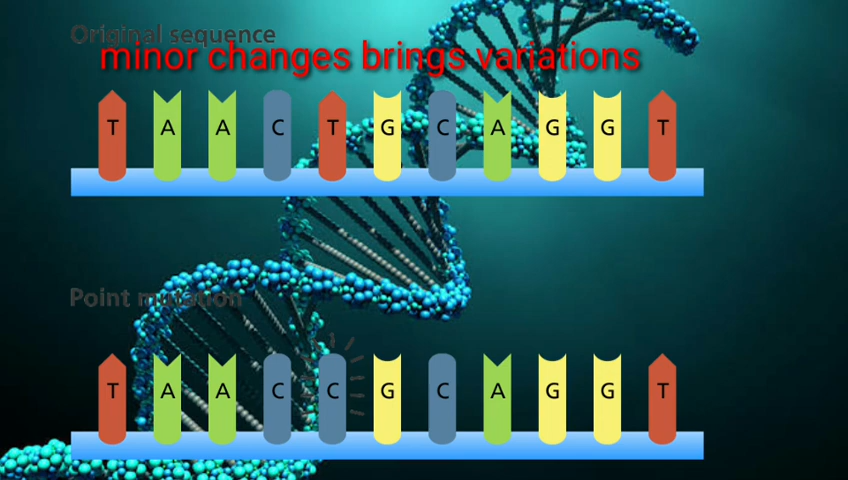 Original sequence
minor changes brings variations
T A A C T G C A G G T
Point mutation
T A A C C G C A G G T